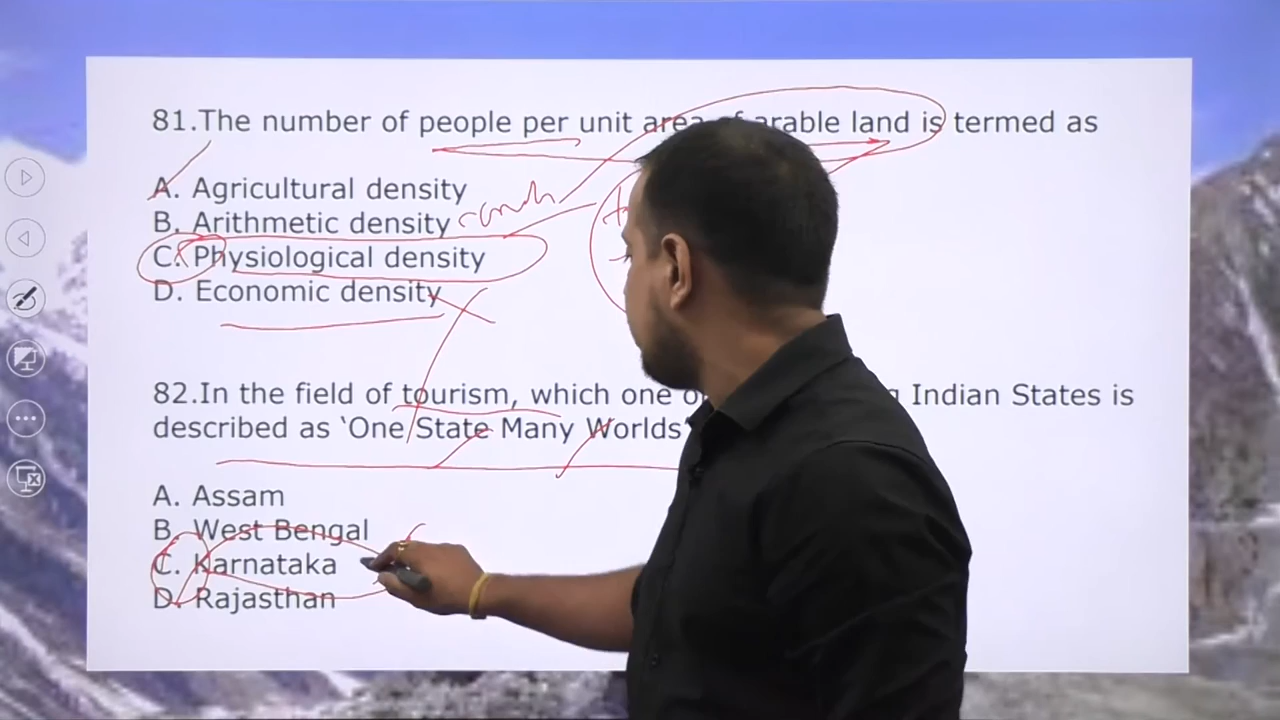 81.The number of people per unit area of arable land is termed as
A. Agricultural density
B. Arithmetic density
C. Physiological density
D. Economic density
82.In the field of tourism, which one Indian States is
described as ‘One State Many Worlds’
A. Assam
B. West Bengal
C. Karnataka
D. Rajasthan